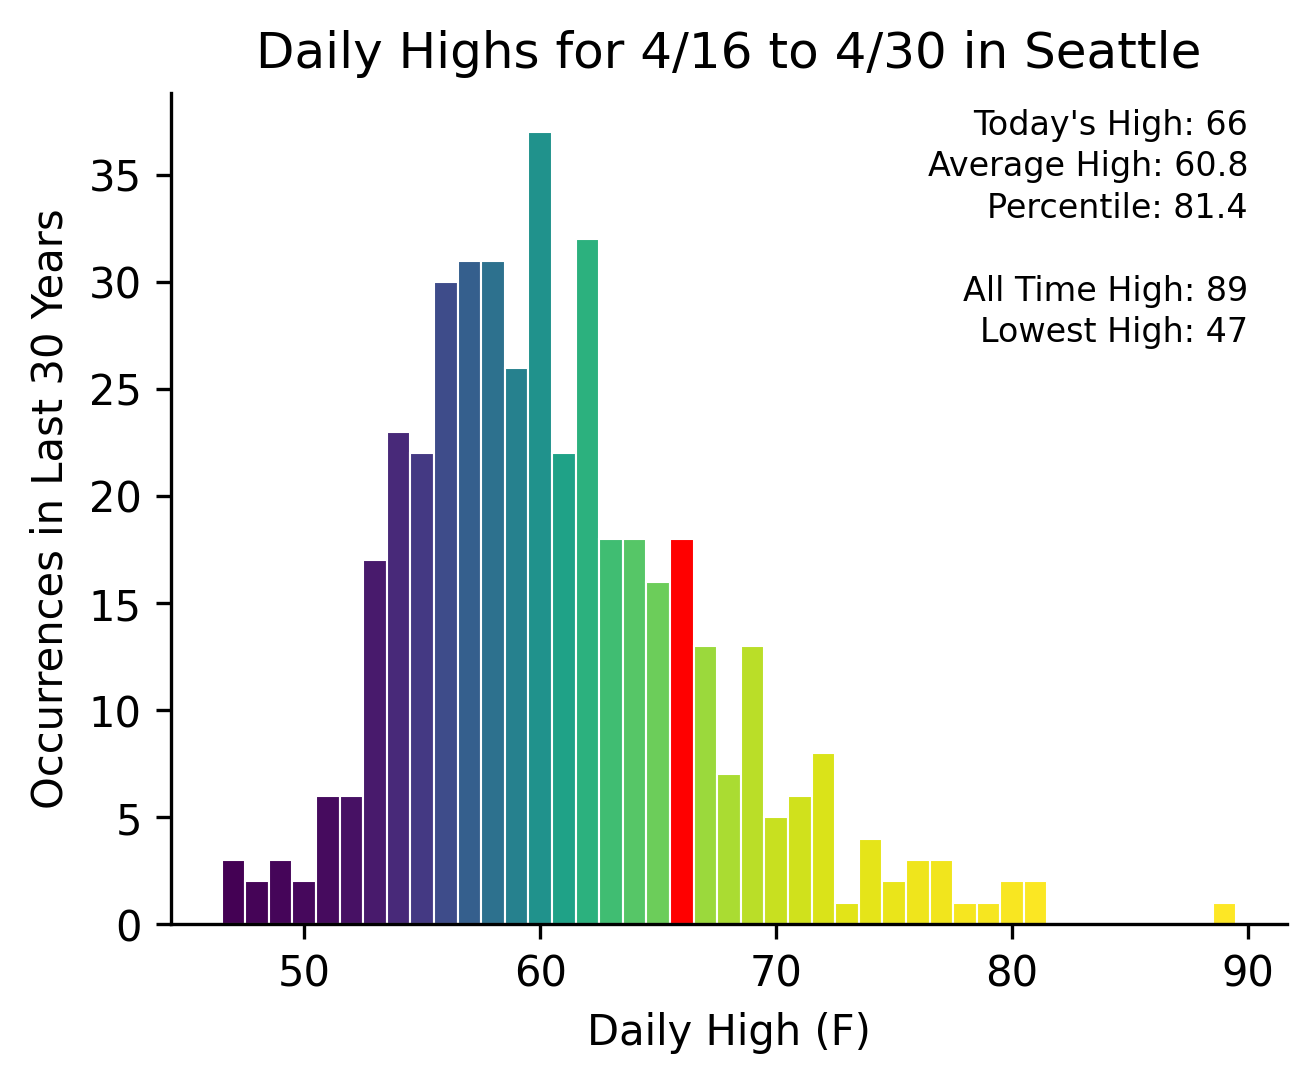 Daily Highs for 4/16 to 4/30 in Seattle
Today's High: 66
Average High: 60.8
Percentile: 81.4
All Time High: 89
Lowest High: 47
Occurrences in Last 30 Years
35
30
25
20
15
10
5
0
50 60 70 80 90
Daily High (F)